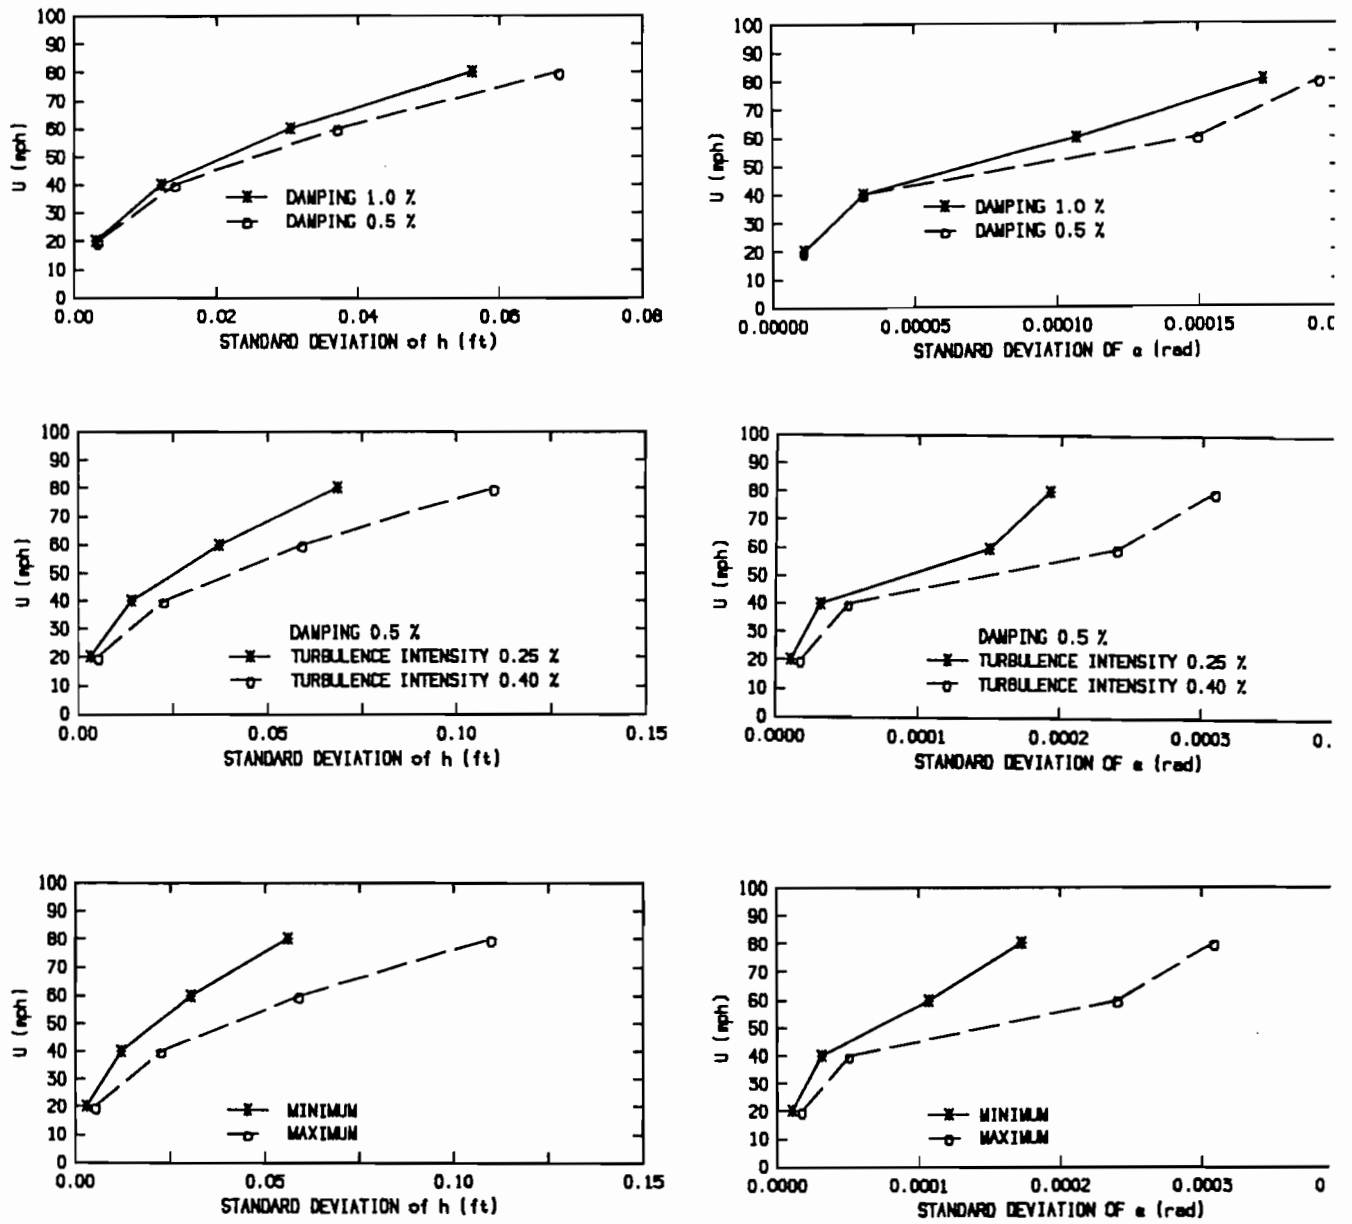 100
90
80
70
60
50
40
30
20
10
0
U (mph)
DAMPING 1.0 %
DAMPING 0.5 %
0.00 0.02 0.04 0.06 0.08
STANDARD DEVIATION of h (ft)
100
90
80
70
60
50
40
30
20
10
0
U (mph)
DAMPING 1.0 %
DAMPING 0.5 %
0.00000 0.00005 0.00010 0.00015 0.0
STANDARD DEVIATION OF α (rad)
100
90
80
70
60
50
40
30
20
10
0
U (mph)
DAMPING 0.5 %
TURBULENCE INTENSITY 0.25 %
TURBULENCE INTENSITY 0.40 %
0.00 0.05 0.10 0.15
STANDARD DEVIATION of h (ft)
100
90
80
70
60
50
40
30
20
10
0
U (mph)
DAMPING 0.5 %
TURBULENCE INTENSITY 0.25 %
TURBULENCE INTENSITY 0.40 %
0.0000 0.0001 0.0002 0.0003 0.
STANDARD DEVIATION OF α (rad)
100
90
80
70
60
50
40
30
20
10
0
U (mph)
MINIMUM
MAXIMUM
0.00 0.05 0.10 0.15
STANDARD DEVIATION of h (ft)
100
90
80
70
60
50
40
30
20
10
0
U (mph)
MINIMUM
MAXIMUM
0.0000 0.0001 0.0002 0.0003 0
STANDARD DEVIATION OF α (rad)